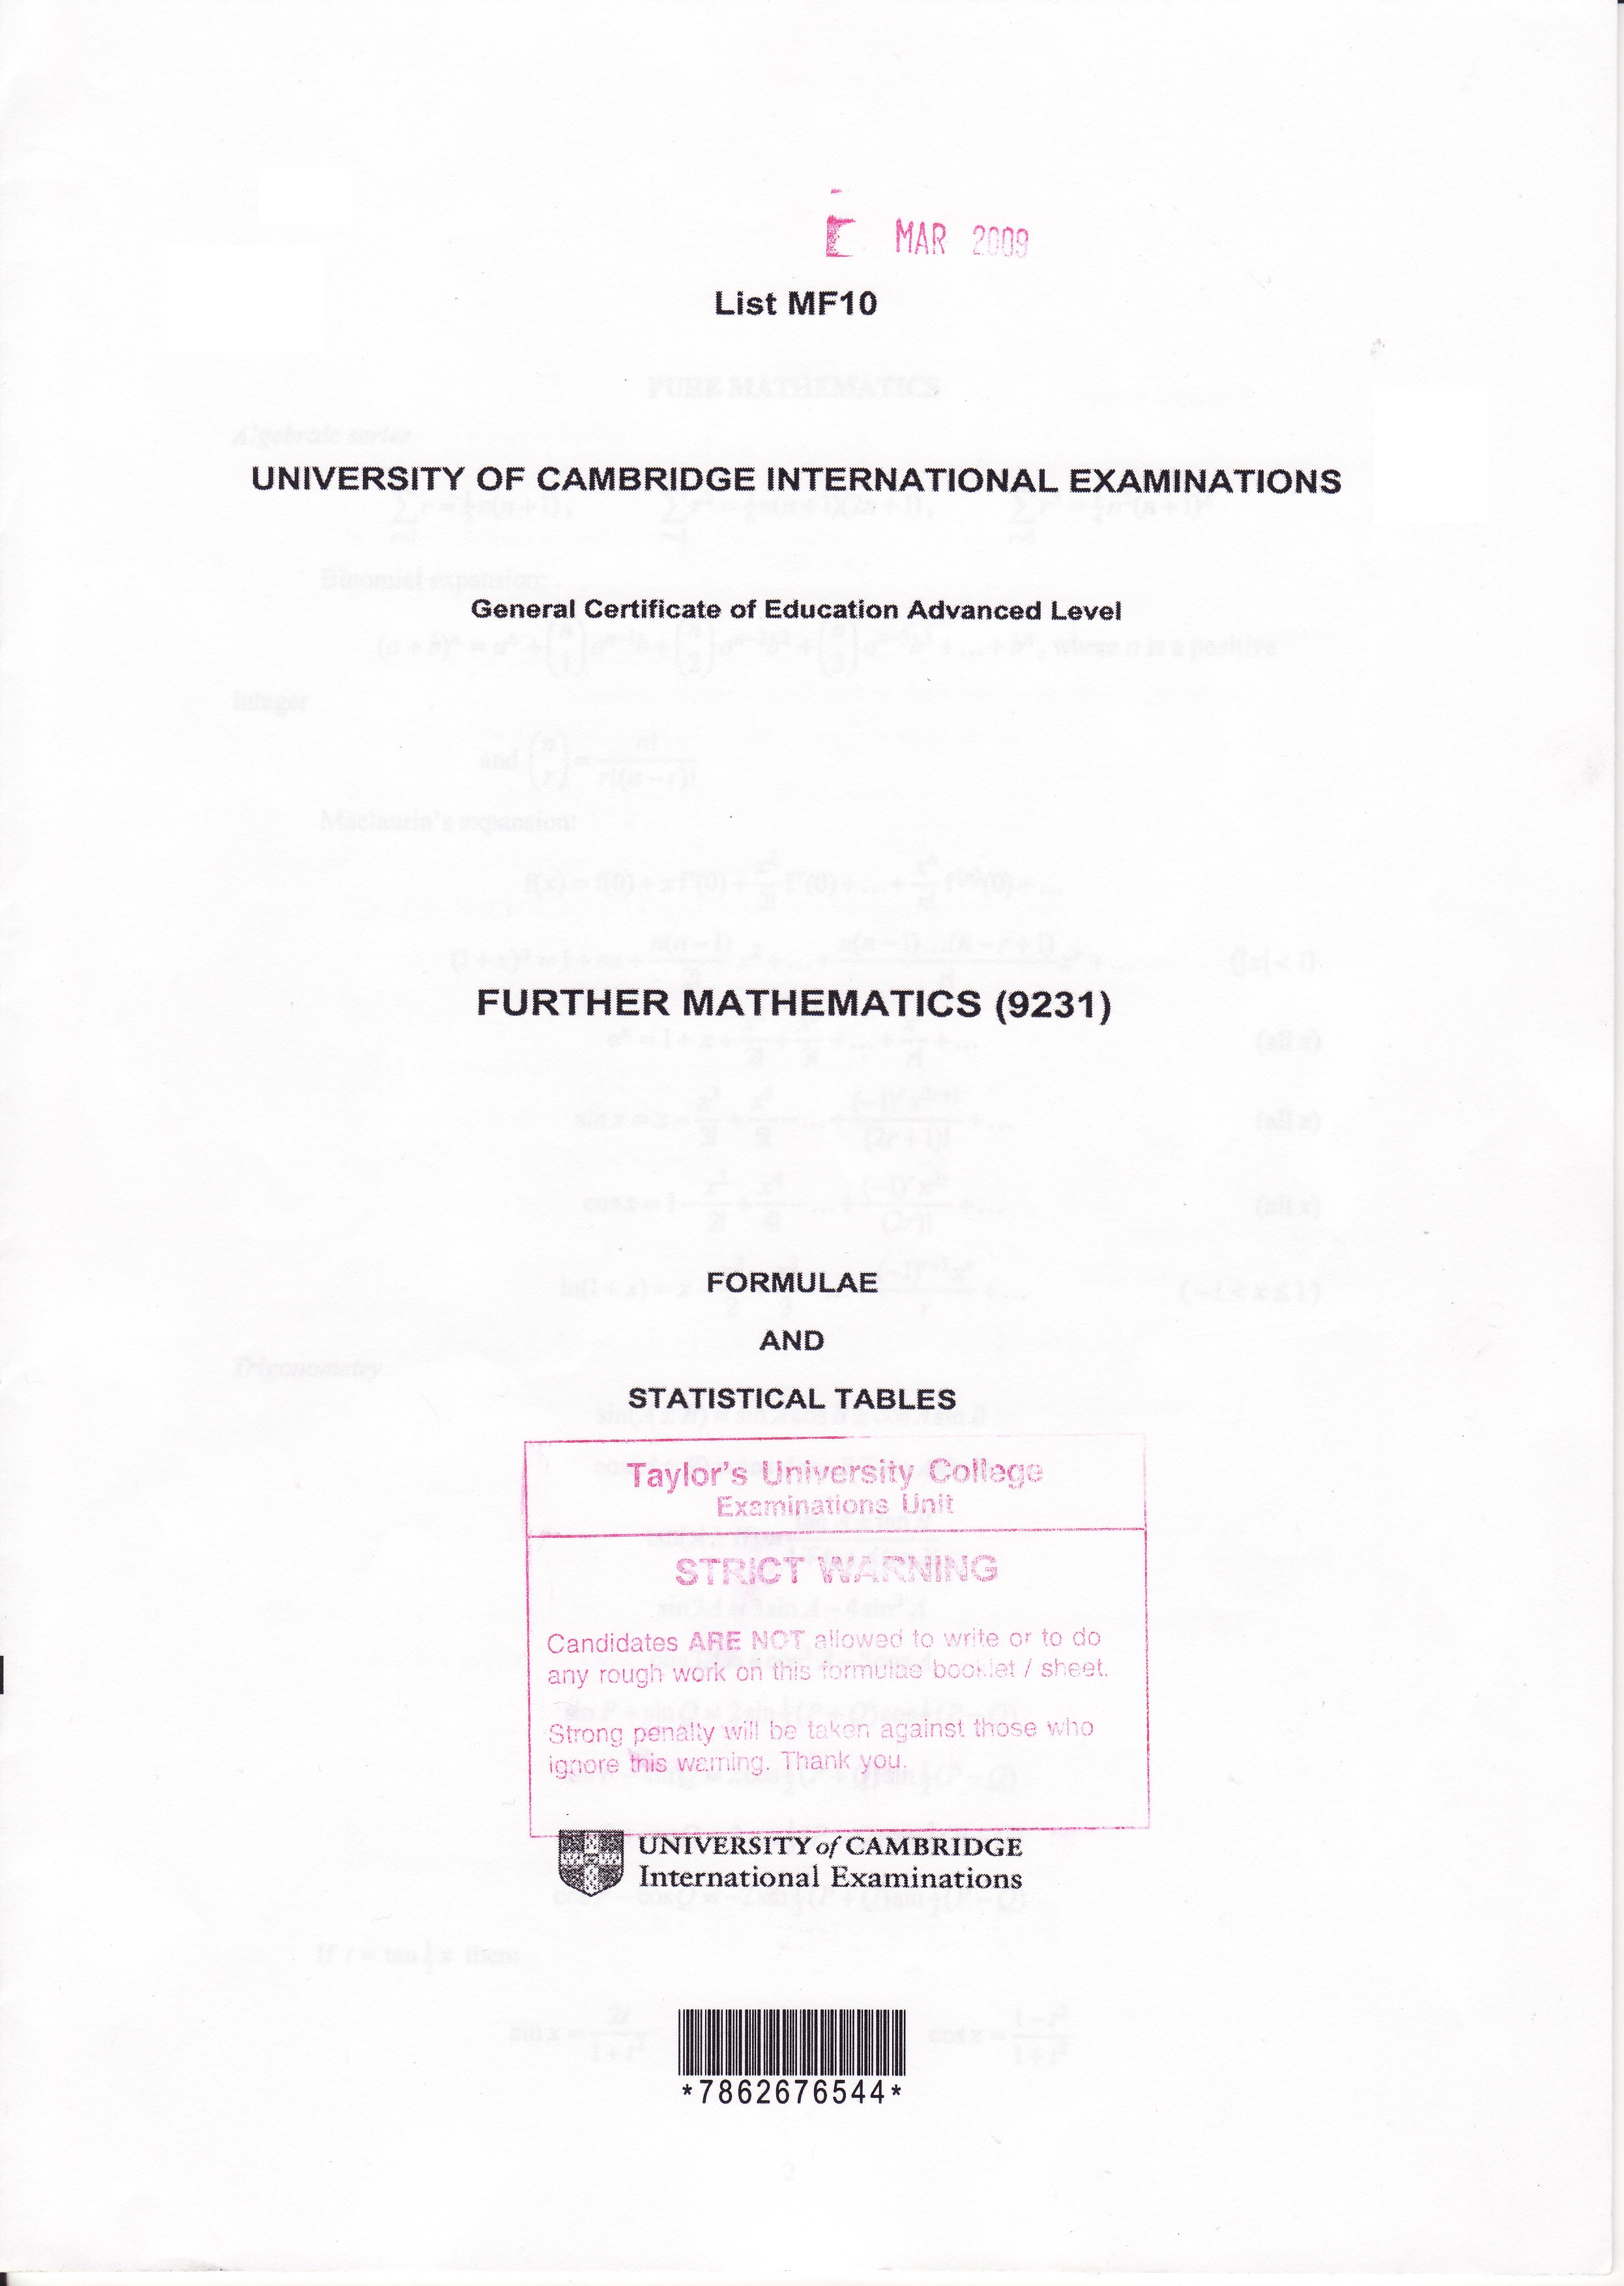 MAR 2009
List MF10
UNIVERSITY OF CAMBRIDGE INTERNATIONAL EXAMINATIONS
General Certificate of Education Advanced Level
FURTHER MATHEMATICS (9231)
FORMULAE
AND
STATISTICAL TABLES
Taylor's University College
Examinations Unit
STRICT WARNING
Candidates ARE NOT allowed to write or to do
any rough work on this formulae booklet / sheet.
Strong penalty will be taken against those who
ignore this warning. Thank you.
UNIVERSITY of CAMBRIDGE
International Examinations
*7862676544*